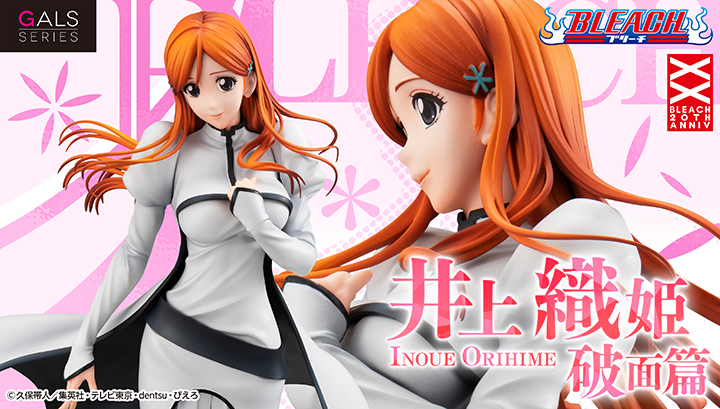 GALS
SERIES
BLEACH
ブリーチ
BLEACH
20TH
ANNIV
井上織姫
INOUE ORIHIME
破面篇
©久保帯人／集英社・テレビ東京・dentsu・ぴえろ